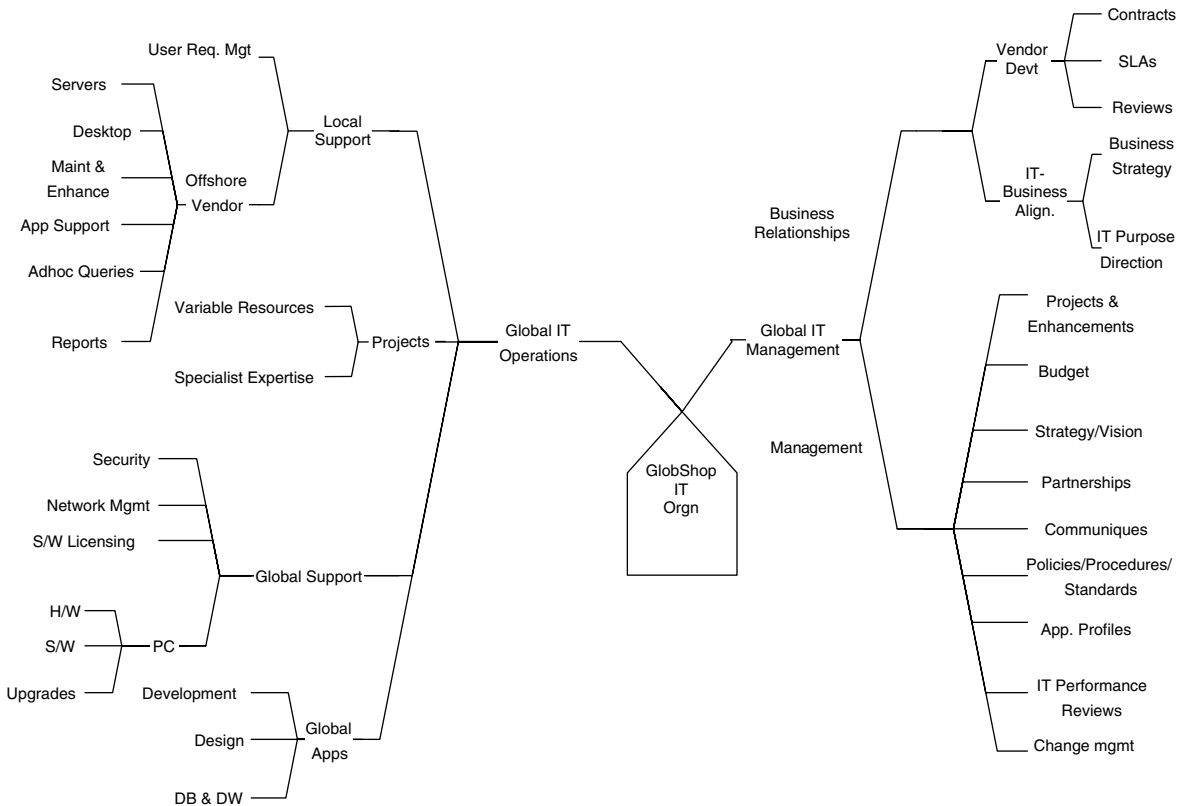 User Req. Mgt
Servers
Desktop
Maint &
Enhance
App Support
Adhoc Queries
Reports
Offshore
Vendor
Local
Support
Variable Resources
Projects
Specialist Expertise
Global IT
Operations
Security
Network Mgmt
S/W Licensing
Global Support
H/W
S/W
Upgrades
PC
Development
Design
DB & DW
Global
Apps
GlobShop
IT
Orgn
Global IT
Management
Business
Relationships
Management
Vendor
Devt
Contracts
SLAs
Reviews
IT-
Business
Align.
Business
Strategy
IT Purpose
Direction
Projects &
Enhancements
Budget
Strategy/Vision
Partnerships
Communiques
Policies/Procedures/
Standards
App. Profiles
IT Performance
Reviews
Change mgmt